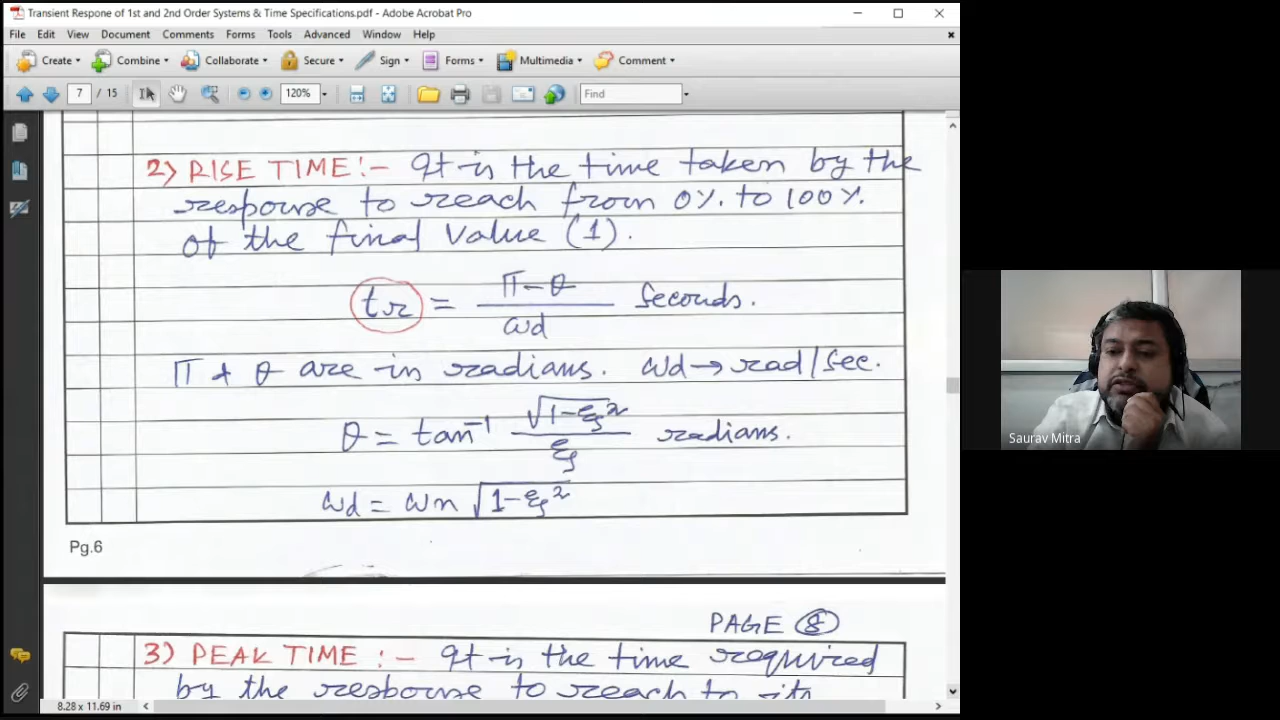 Transient Respone of 1st and 2nd Order Systems & Time Specifications.pdf - Adobe Acrobat Pro
File Edit View Document Comments Forms Tools Advanced Window Help
Create Combine Collaborate Secure Sign Forms Multimedia Comment
7 / 15 120% Find
2) RISE TIME :- It is the time taken by the
response to reach from 0% to 100%
of the final value (1).
tr = π-θ / ωd seconds.
π & θ are in radians. ωd → rad/sec.
θ = tan⁻¹ √1-ξ² / ξ radians.
ωd = ωn √1-ξ²
Pg.6
PAGE 8
3) PEAK TIME :- It is the time required
by the response to reach to its
8.28 x 11.69 in
Saurav Mitra